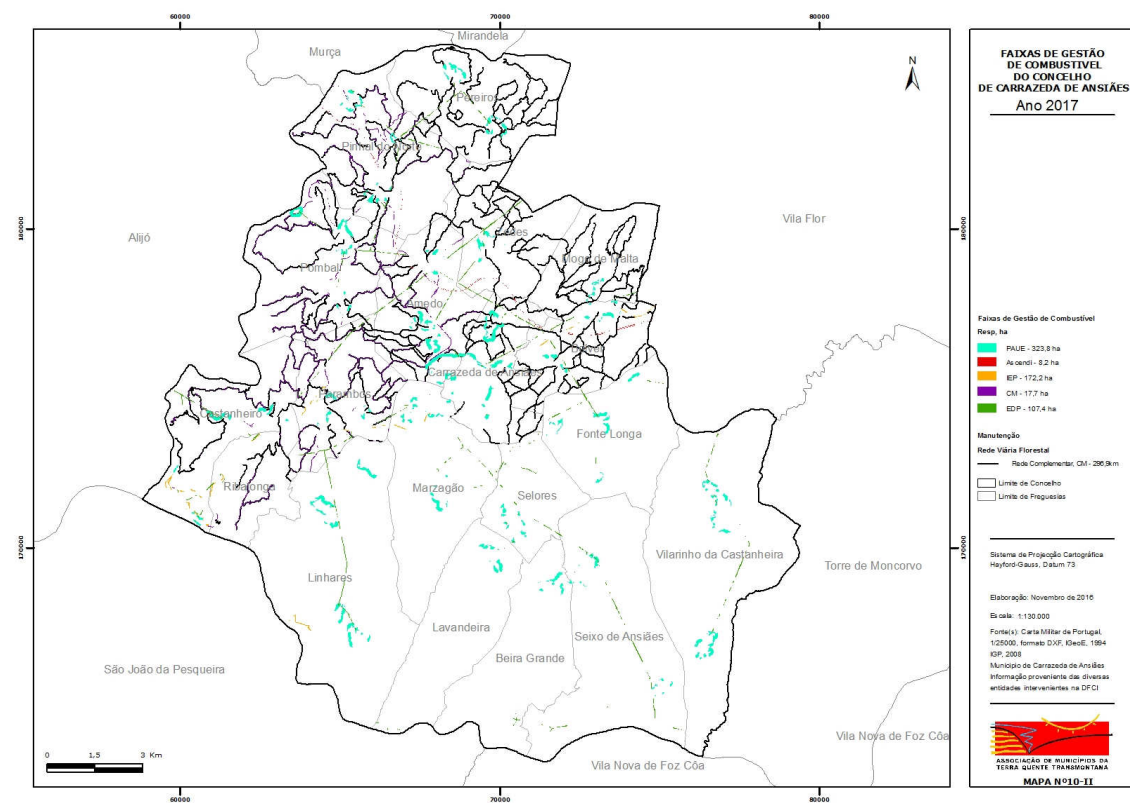 60000
70000
80000
Mirandela
Murça
N
Pereiros
Pinhal do Norte
180000
180000
Vila Flor
Alijó
Zedes
Mogo de Malta
Pombal
Amedo
Carrazeda de Ansiães
Parambos
Castanheiro
Fonte Longa
Ribalonga
Marzagão
Selores
170000
170000
Vilarinho da Castanheira
Torre de Moncorvo
Linhares
Lavandeira
Seixo de Ansiães
Beira Grande
São João da Pesqueira
Vila Nova de Foz Côa
Vila Nova de Foz Côa
0 1,5 3 Km
60000
70000
80000
FAIXAS DE GESTÃO
DE COMBUSTIVEL
DO CONCELHO
DE CARRAZEDA DE ANSIÃES
Ano 2017
Faixas de Gestão de Combustível
Resp, ha
PAUE - 323,8 ha
Ascendi - 8,2 ha
IEP - 172,2 ha
CM - 17,7 ha
EDP - 107,4 ha
Manutenção
Rede Viária Florestal
Rede Complementar, CM - 296,9km
Limite de Concelho
Limite de Freguesias
Sistema de Projecção Cartográfica
Hayford-Gauss, Datum 73
Elaboração: Novembro de 2016
Escala: 1:130.000
Fonte(s): Carta Militar de Portugal,
1/25000, formato DXF, IGeoE, 1994
IGP, 2008
Município de Carrazeda de Ansiães
Informação proveniente das diversas
entidades intervenientes na DFCI
ASSOCIAÇÃO DE MUNICÍPIOS DA
TERRA QUENTE TRANSMONTANA
MAPA Nº10-II